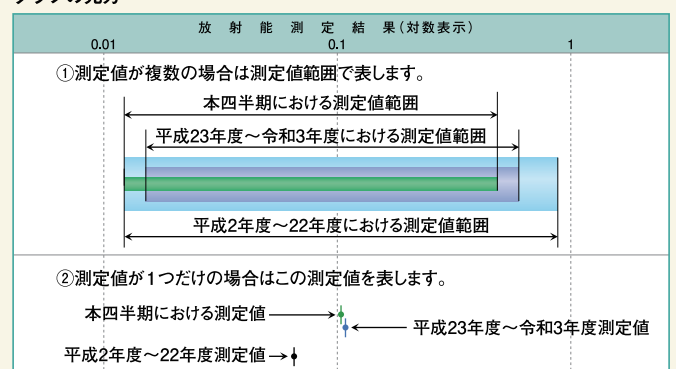 放射能測定結果(対数表示)
0.01 0.1 1
①測定値が複数の場合は測定値範囲で表します。
本四半期における測定値範囲
平成23年度～令和3年度における測定値範囲
平成2年度～22年度における測定値範囲
②測定値が1つだけの場合はこの測定値を表します。
本四半期における測定値
平成23年度～令和3年度測定値
平成2年度～22年度測定値